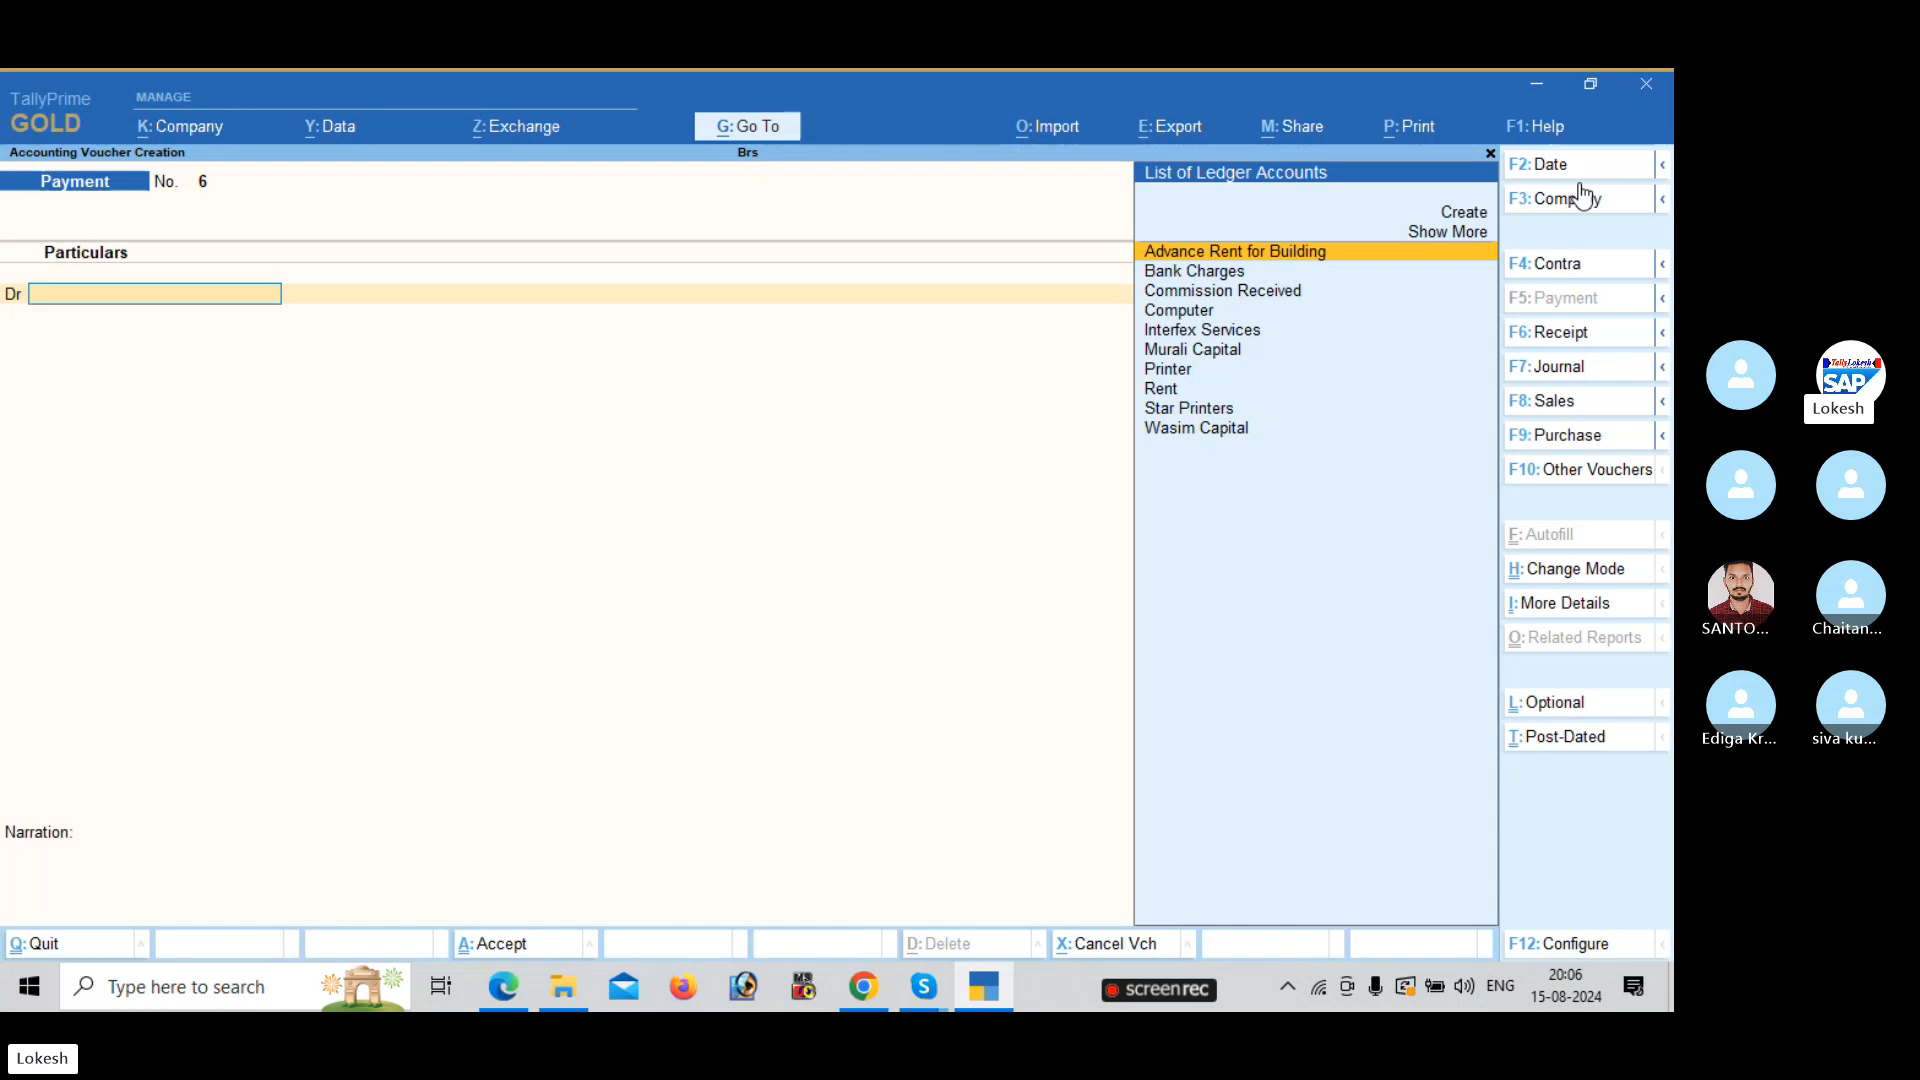 TallyPrime
GOLD
MANAGE
K: Company
Y: Data
Z: Exchange
G: Go To
O: Import
E: Export
M: Share
P: Print
F1: Help
Accounting Voucher Creation
Brs
Payment
No. 6
Particulars
Dr
Narration:
List of Ledger Accounts
Create
Show More
Advance Rent for Building
Bank Charges
Commission Received
Computer
Interfex Services
Murali Capital
Printer
Rent
Star Printers
Wasim Capital
F2: Date
F3: Company
F4: Contra
F5: Payment
F6: Receipt
F7: Journal
F8: Sales
F9: Purchase
F10: Other Vouchers
F: Autofill
H: Change Mode
I: More Details
O: Related Reports
L: Optional
T: Post-Dated
F12: Configure
Q: Quit
A: Accept
D: Delete
X: Cancel Vch
Type here to search
screenrec
ENG
20:06
15-08-2024
SAP
Lokesh
SANTO...
Chaitan...
Ediga Kr...
siva ku...
Lokesh